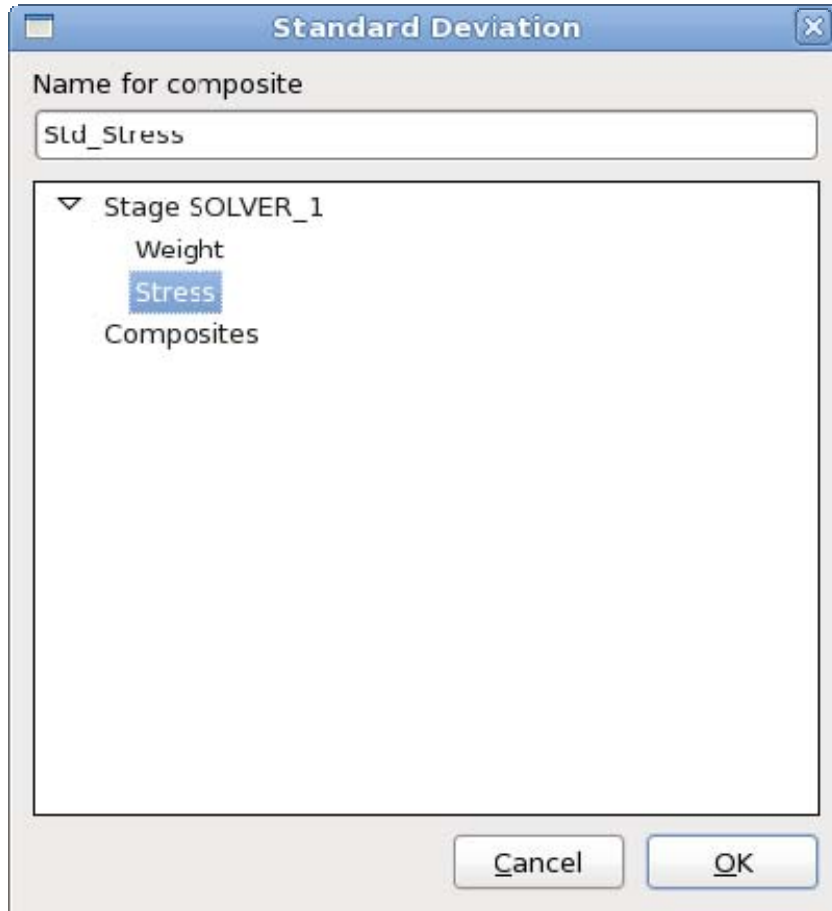 Standard Deviation
Name for composite
Std_Stress
Stage SOLVER_1
Weight
Stress
Composites
Cancel
OK